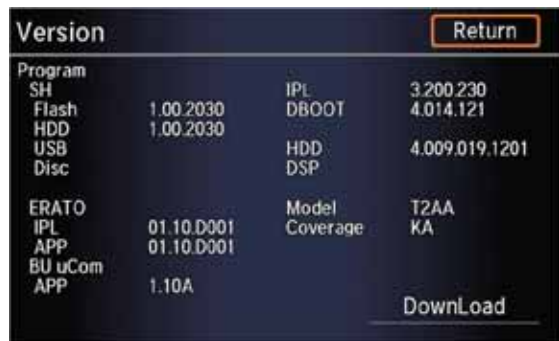 Version Return
Program
SH IPL 3.200.230
Flash 1.00.2030 DBOOT 4.014.121
HDD 1.00.2030
USB HDD 4.009.019.1201
Disc DSP
ERATO Model T2AA
IPL 01.10.D001 Coverage KA
APP 01.10.D001
BU uCom
APP 1.10A
DownLoad